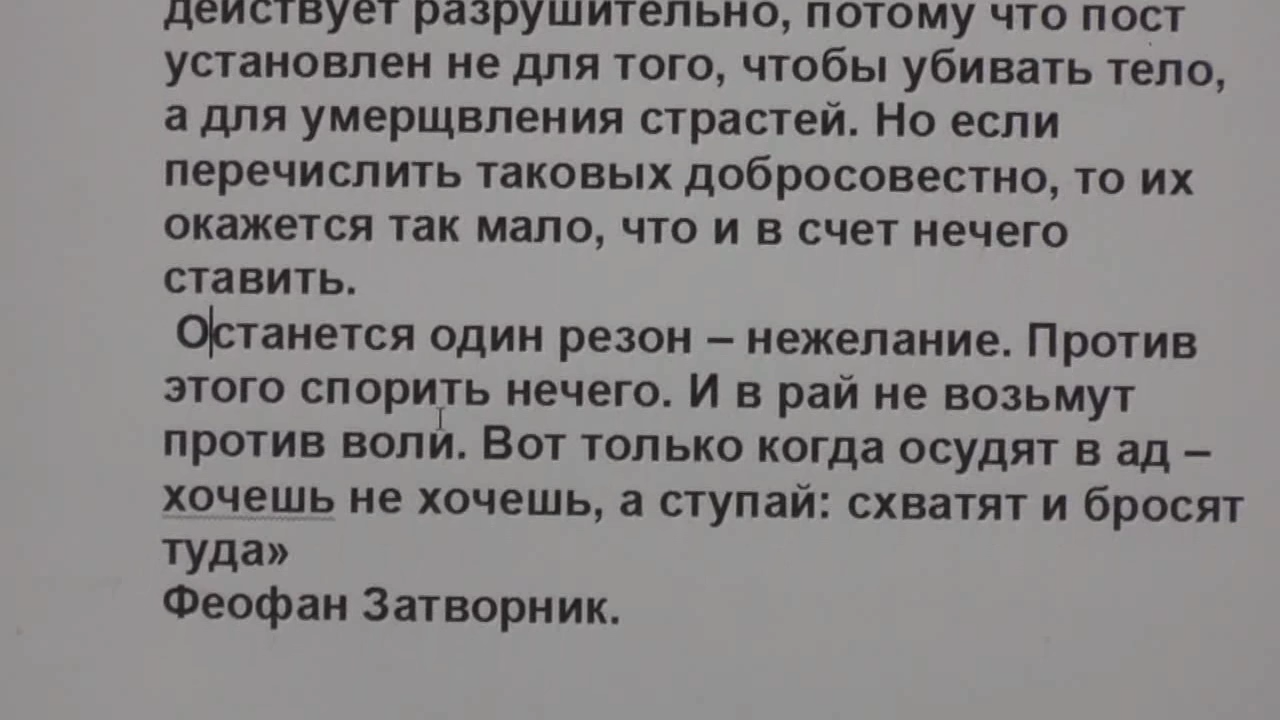 действует разрушительно, потому что пост
установлен не для того, чтобы убивать тело,
а для умерщвления страстей. Но если
перечислить таковых добросовестно, то их
окажется так мало, что и в счет нечего
ставить.
Останется один резон – нежелание. Против
этого спорить нечего. И в рай не возьмут
против воли. Вот только когда осудят в ад –
хочешь не хочешь, а ступай: схватят и бросят
туда»
Феофан Затворник.